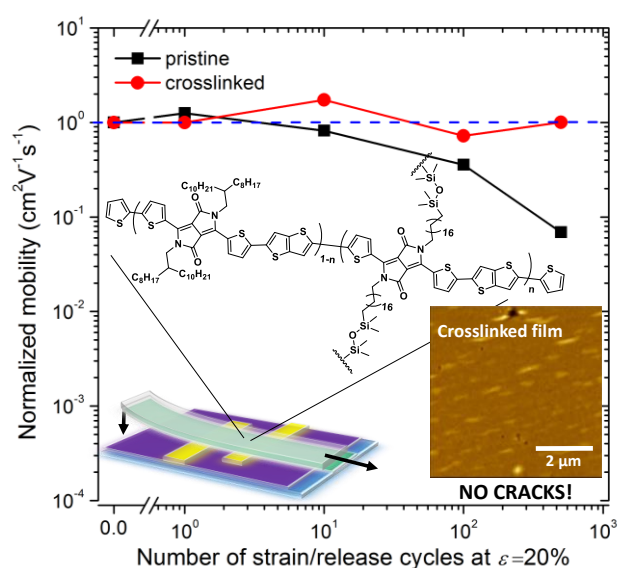 pristine
crosslinked
Normalized mobility (cm²V⁻¹s⁻¹)
10¹
10⁰
10⁻¹
10⁻²
10⁻³
10⁻⁴
C₁₀H₂₁
C₈H₁₇
S
S
O
N
S
S
S
1-n
N
O
C₈H₁₇
C₁₀H₂₁
Si
O
Si
16
S
O
N
S
S
S
n
S
N
O
16
Si
O
Si
Crosslinked film
2 µm
NO CRACKS!
0.0
10⁰
10¹
10²
10³
Number of strain/release cycles at ε=20%